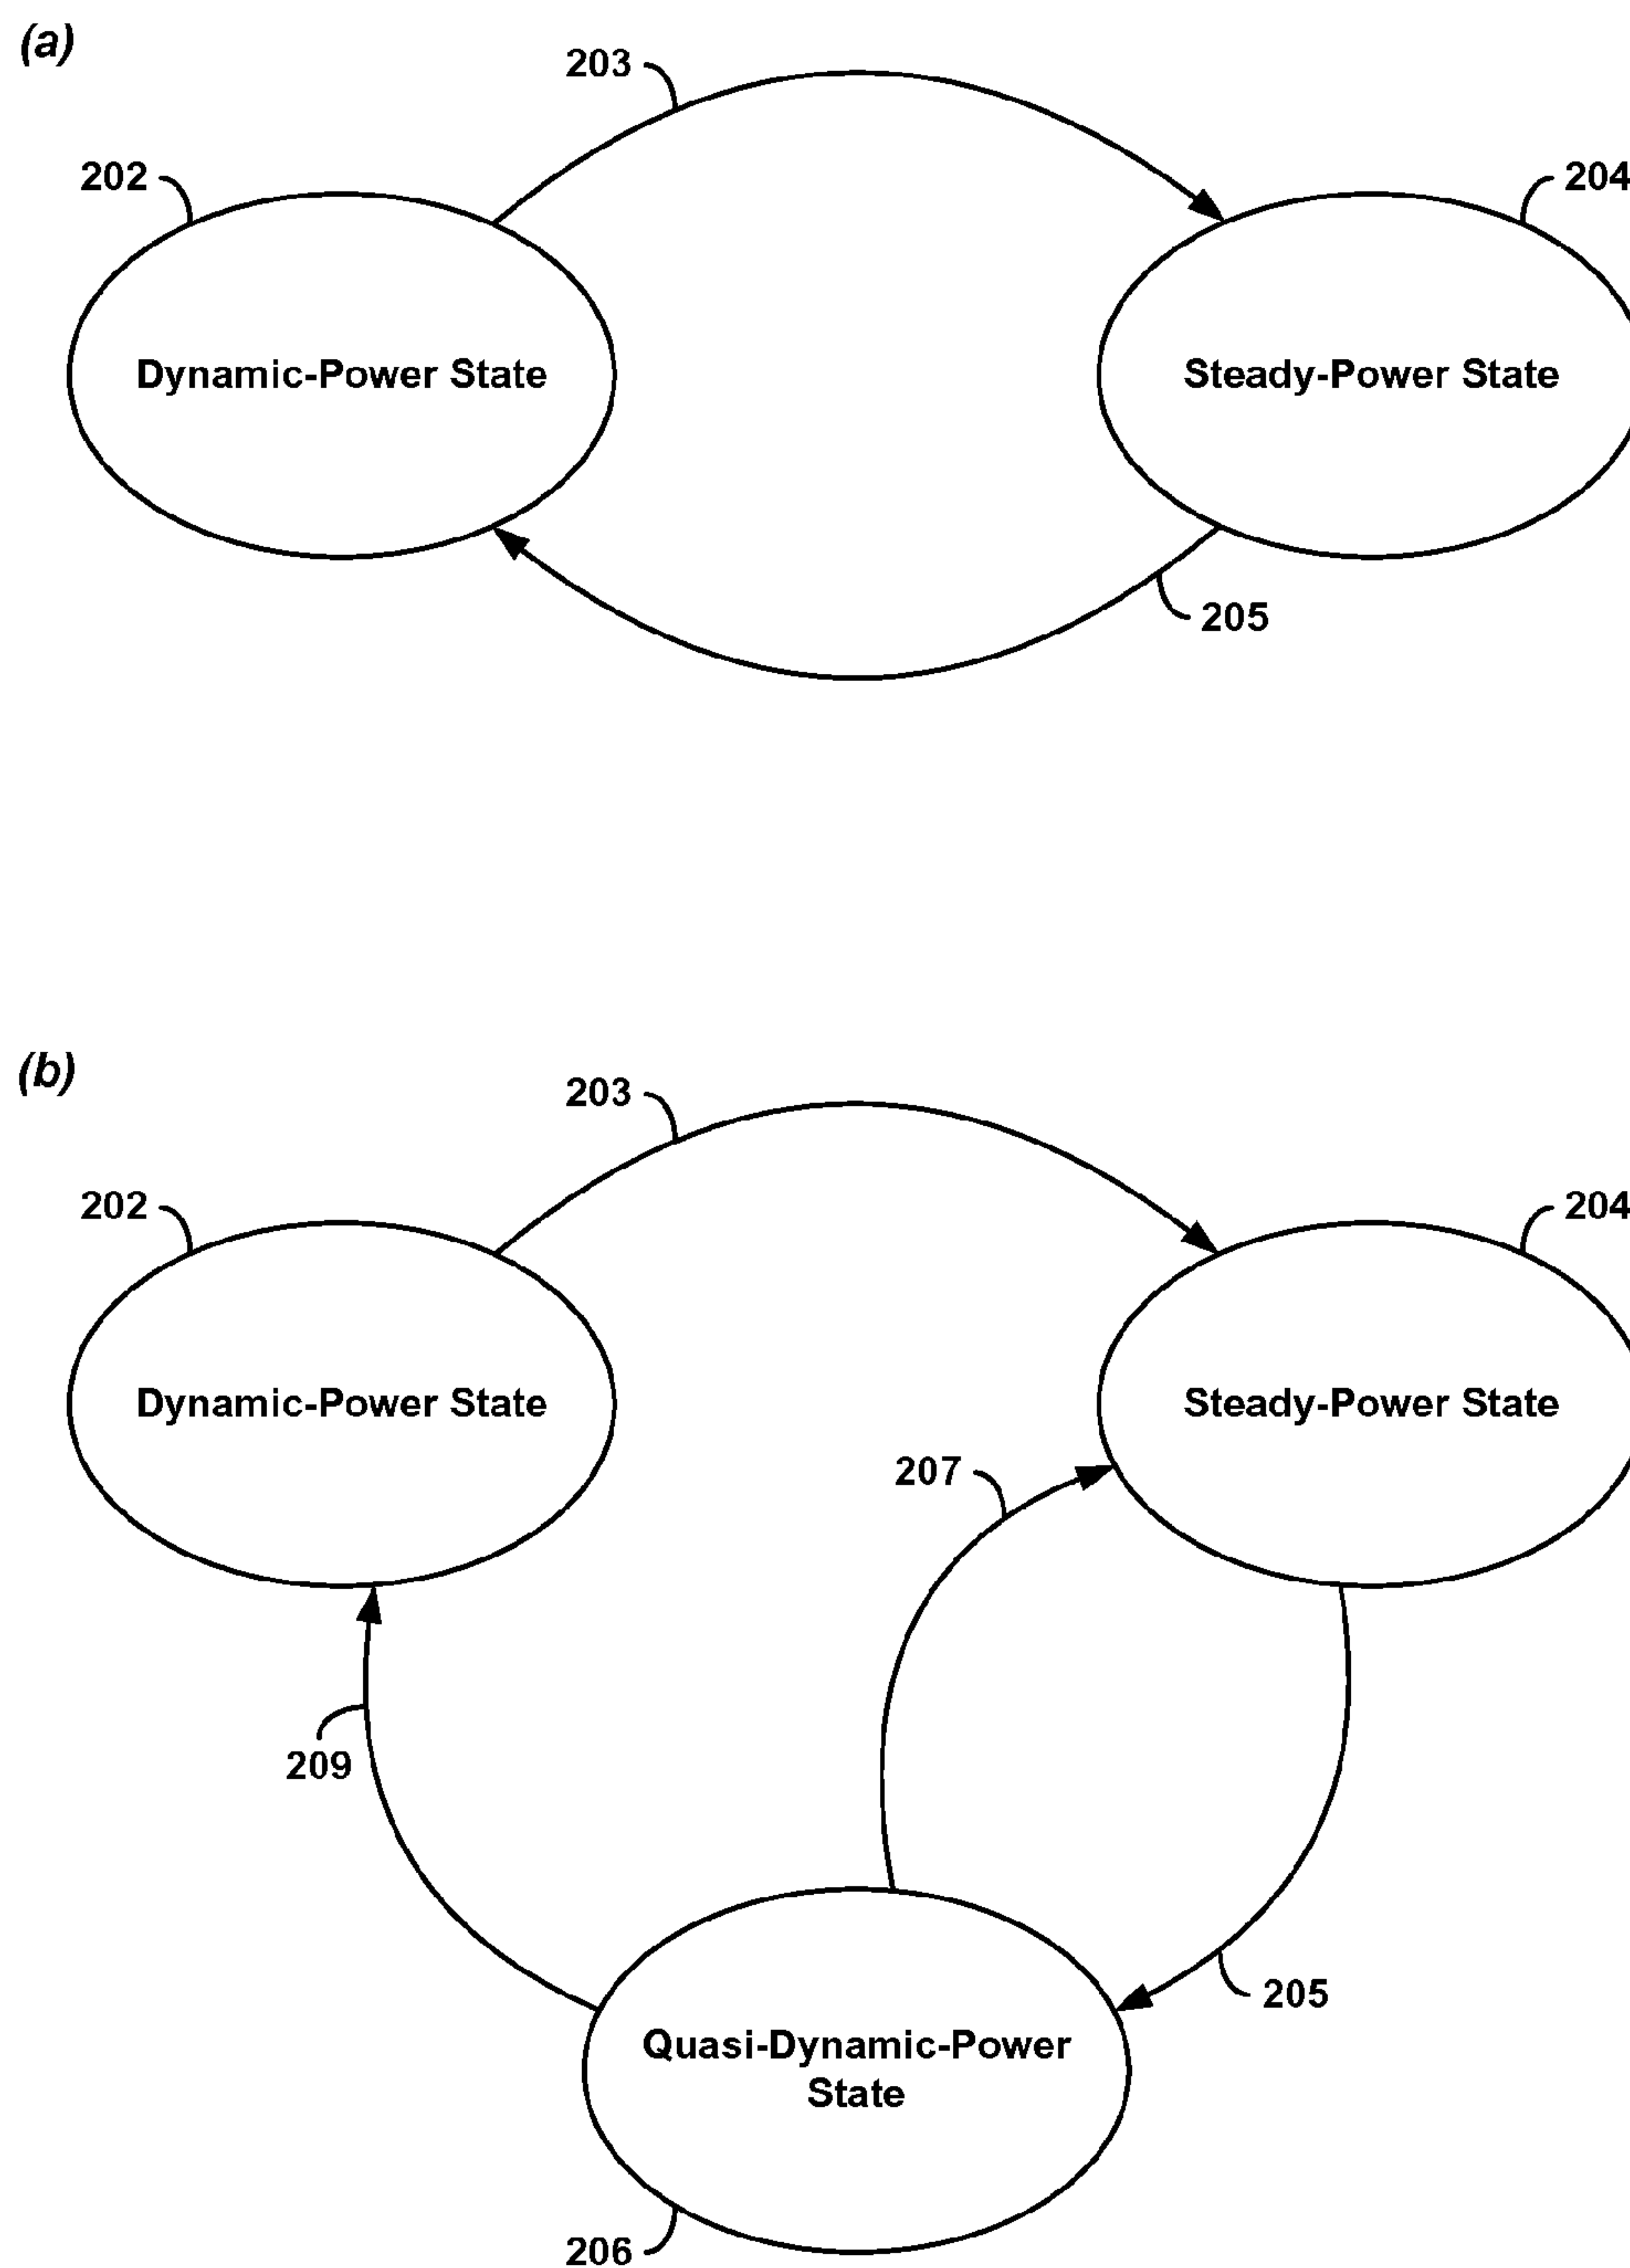 (a)
203
202
204
Dynamic-Power State
Steady-Power State
205
(b)
203
202
204
Dynamic-Power State
Steady-Power State
207
209
205
Quasi-Dynamic-Power
State
206